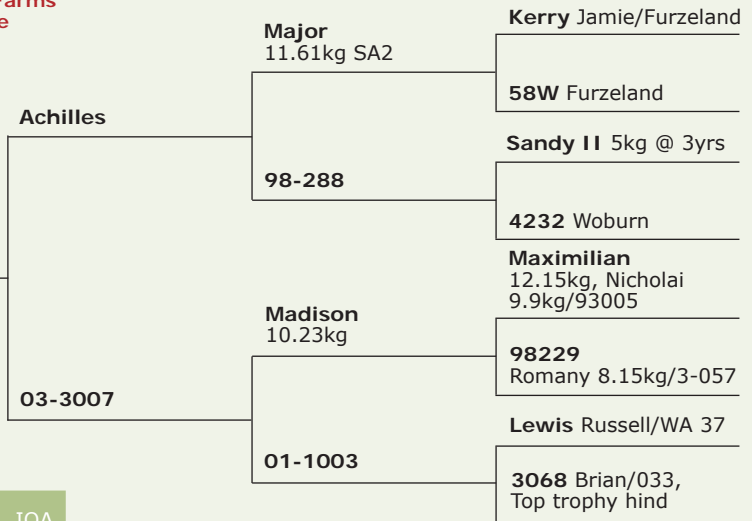 Major
11.61kg SA2
Kerry Jamie/Furzeland
58W Furzeland
Achilles
98-288
Sandy II 5kg @ 3yrs
4232 Woburn
Maximilian
12.15kg, Nicholai
9.9kg/93005
Madison
10.23kg
98229
Romany 8.15kg/3-057
03-3007
01-1003
Lewis Russell/WA 37
3068 Brian/033,
Top trophy hind